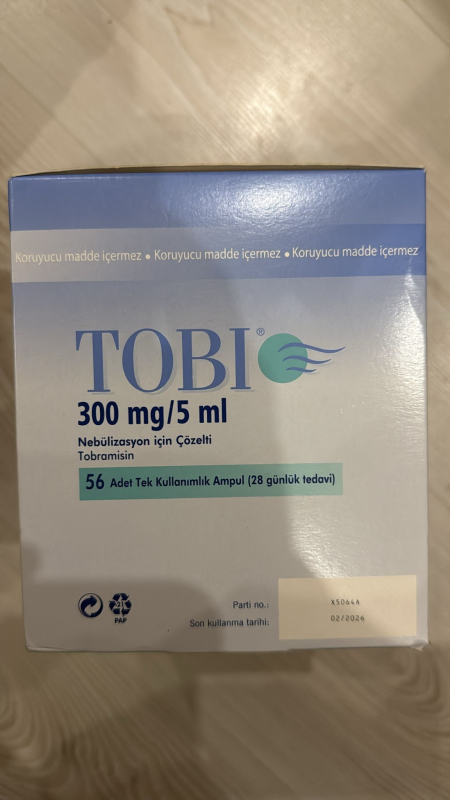 Koruyucu madde içermez • Koruyucu madde içermez • Koruyucu madde içermez
TOBI®
300 mg/5 ml
Nebülizasyon için Çözelti
Tobramisin
56 Adet Tek Kullanımlık Ampul (28 günlük tedavi)
21
PAP
Parti no.: X5064A
Son kullanma tarihi: 02/2026